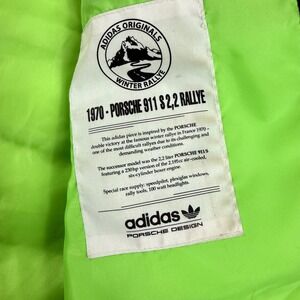 ADIDAS ORIGINALS
WINTER RALLYE
1970 - PORSCHE 911 S 2,2 RALLYE
This adidas piece is inspired by the PORSCHE
double victory at the famous winter rallye in France 1970 -
one of the most difficult rallyes due to its challenging and
demanding weather conditions.
The successor model was the 2,2 liter PORSCHE 911 S
featuring a 230hp version of the 2,195cc air-cooled,
six-cylinder boxer engine.
Special race supply: speedpilot, plexiglas windows,
rally tools, 100 watt headlights.
adidas
PORSCHE DESIGN